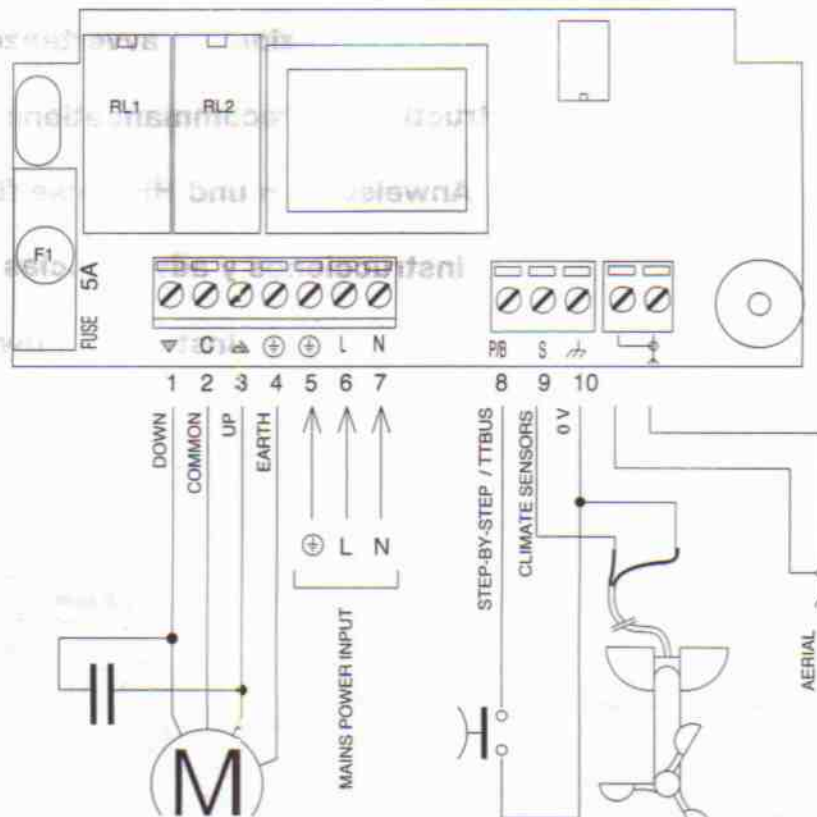 RL1 RL2
F1
FUSE 5A
C L N
P/B S
1 2 3 4 5 6 7 8 9 10
DOWN
COMMON
UP
EARTH
L N
MAINS POWER INPUT
STEP-BY-STEP / TTBUS
CLIMATE SENSORS
0 V
AERIAL
M